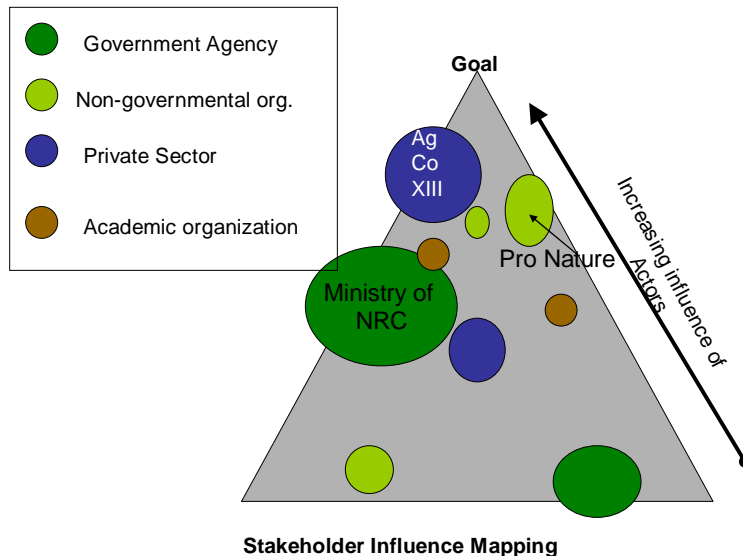 Government Agency
Non-governmental org.
Private Sector
Academic organization
Goal
Ag
Co
XIII
Pro Nature
Ministry of
NRC
Increasing influence of
Actors
Stakeholder Influence Mapping